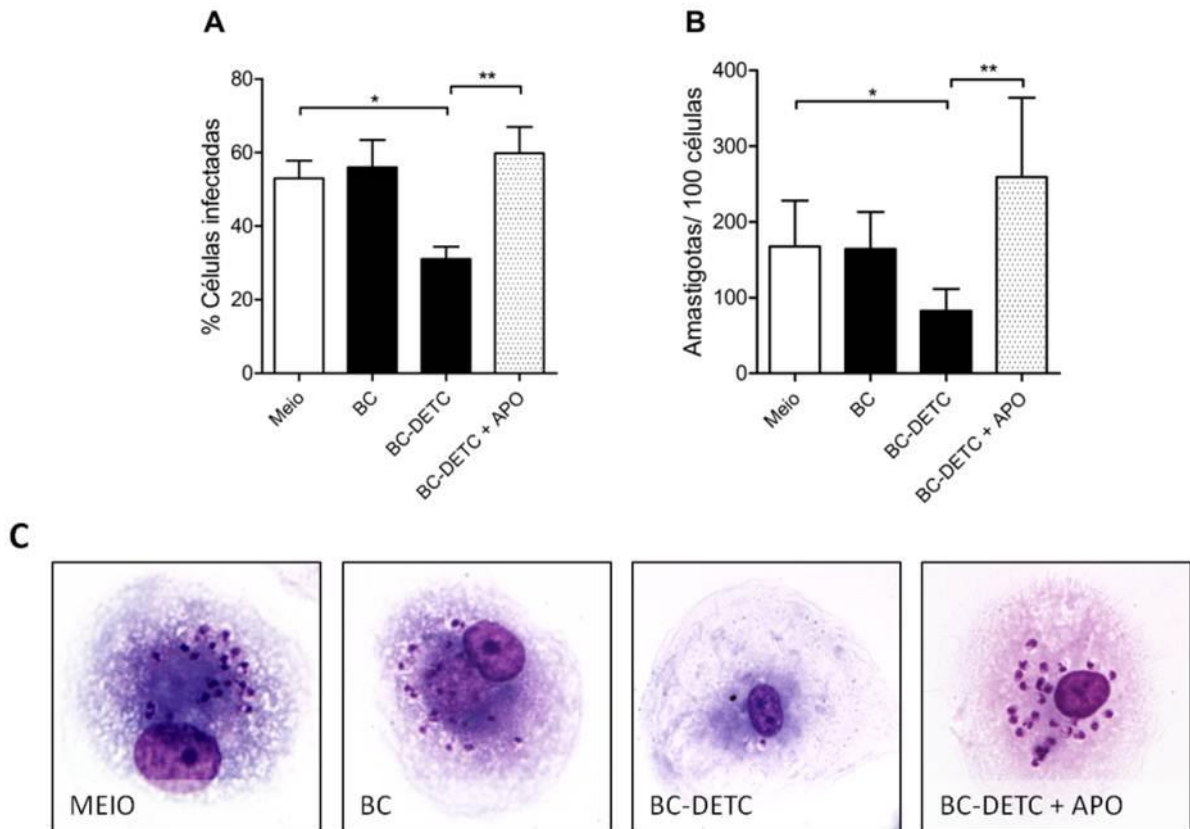 A
% Células infectadas
80
60
40
20
0
*
**
Meio
BC
BC-DETC
BC-DETC + APO
B
Amastigotas/ 100 células
400
300
200
100
0
*
**
Meio
BC
BC-DETC
BC-DETC + APO
C
MEIO
BC
BC-DETC
BC-DETC + APO